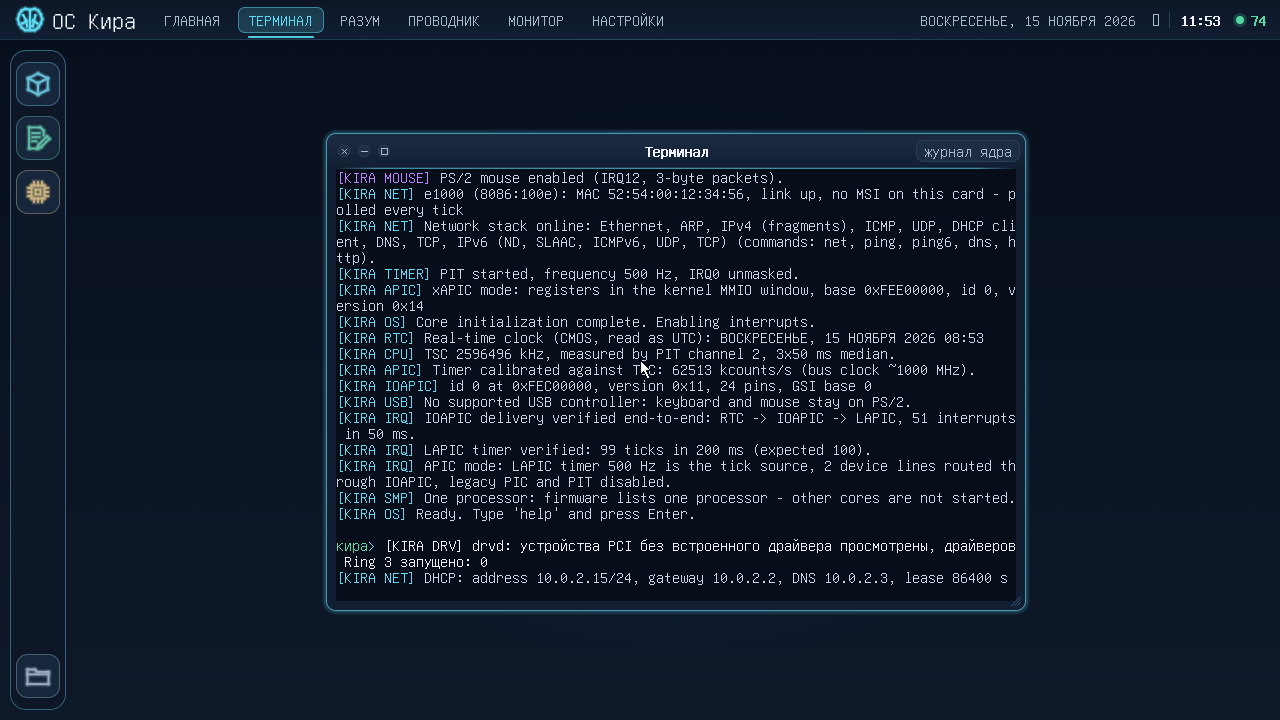 ОС Кира
ГЛАВНАЯ
ТЕРМИНАЛ
РАЗУМ
ПРОВОДНИК
МОНИТОР
НАСТРОЙКИ
ВОСКРЕСЕНЬЕ, 15 НОЯБРЯ 2026
11:53
74
Терминал
журнал ядра
[KIRA MOUSE] PS/2 mouse enabled (IRQ12, 3-byte packets).
[KIRA NET] e1000 (8086:100e): MAC 52:54:00:12:34:56, link up, no MSI on this card - p
olled every tick
[KIRA NET] Network stack online: Ethernet, ARP, IPv4 (fragments), ICMP, UDP, DHCP cli
ent, DNS, TCP, IPv6 (ND, SLAAC, ICMPv6, UDP, TCP) (commands: net, ping, ping6, dns, h
ttp).
[KIRA TIMER] PIT started, frequency 500 Hz, IRQ0 unmasked.
[KIRA APIC] xAPIC mode: registers in the kernel MMIO window, base 0xFEE00000, id 0, v
ersion 0x14
[KIRA OS] Core initialization complete. Enabling interrupts.
[KIRA RTC] Real-time clock (CMOS, read as UTC): ВОСКРЕСЕНЬЕ, 15 НОЯБРЯ 2026 08:53
[KIRA CPU] TSC 2596496 kHz, measured by PIT channel 2, 3x50 ms median.
[KIRA APIC] Timer calibrated against TSC: 62513 kcounts/s (bus clock ~1000 MHz).
[KIRA IOAPIC] id 0 at 0xFEC00000, version 0x11, 24 pins, GSI base 0
[KIRA USB] No supported USB controller: keyboard and mouse stay on PS/2.
[KIRA IRQ] IOAPIC delivery verified end-to-end: RTC -> IOAPIC -> LAPIC, 51 interrupts
in 50 ms.
[KIRA IRQ] LAPIC timer verified: 99 ticks in 200 ms (expected 100).
[KIRA IRQ] APIC mode: LAPIC timer 500 Hz is the tick source, 2 device lines routed th
rough IOAPIC, legacy PIC and PIT disabled.
[KIRA SMP] One processor: firmware lists one processor - other cores are not started.
[KIRA OS] Ready. Type 'help' and press Enter.
кира> [KIRA DRV] drvd: устройства PCI без встроенного драйвера просмотрены, драйверов
Ring 3 запущено: 0
[KIRA NET] DHCP: address 10.0.2.15/24, gateway 10.0.2.2, DNS 10.0.2.3, lease 86400 s